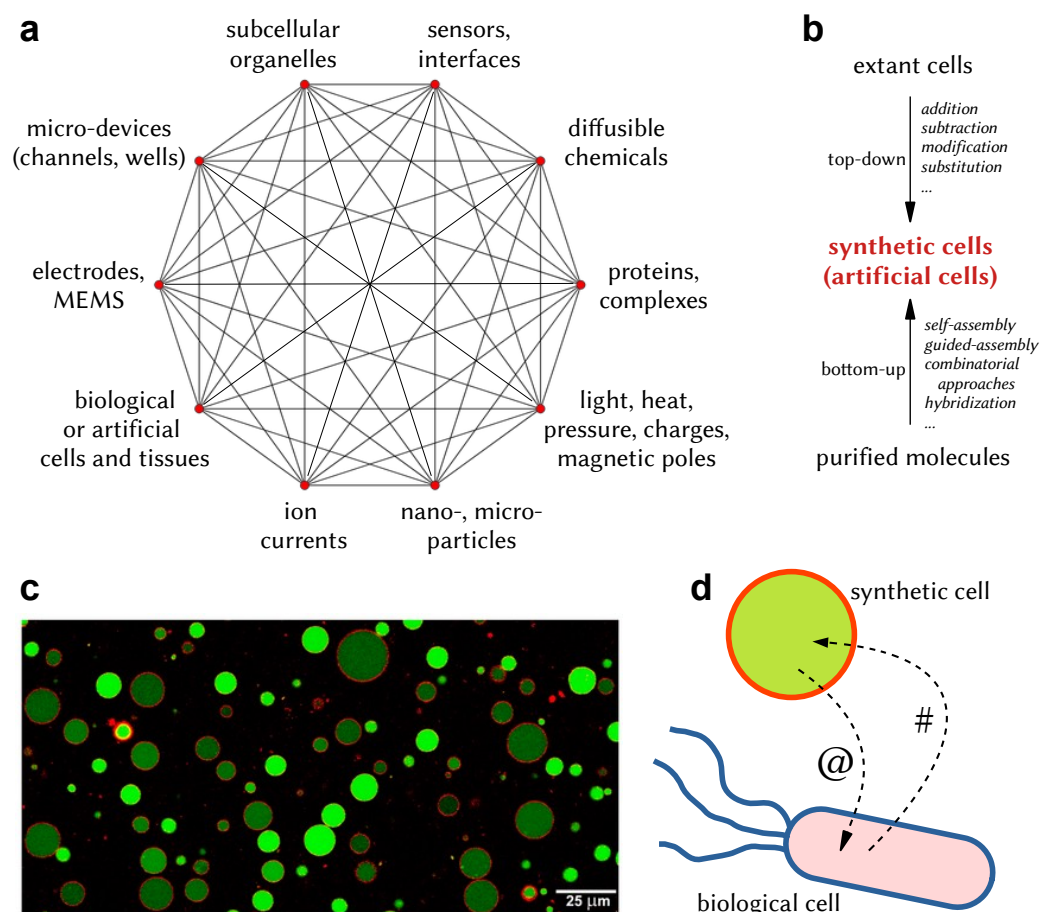 a
subcellular
organelles
sensors,
interfaces
micro-devices
(channels, wells)
diffusible
chemicals
electrodes,
MEMS
proteins,
complexes
biological
or artificial
cells and tissues
light, heat,
pressure, charges,
magnetic poles
ion
currents
nano-, micro-
particles
b
extant cells
top-down
addition
subtraction
modification
substitution
...
synthetic cells
(artificial cells)
bottom-up
self-assembly
guided-assembly
combinatorial
approaches
hybridization
...
purified molecules
c
25 µm
d
synthetic cell
@
#
biological cell